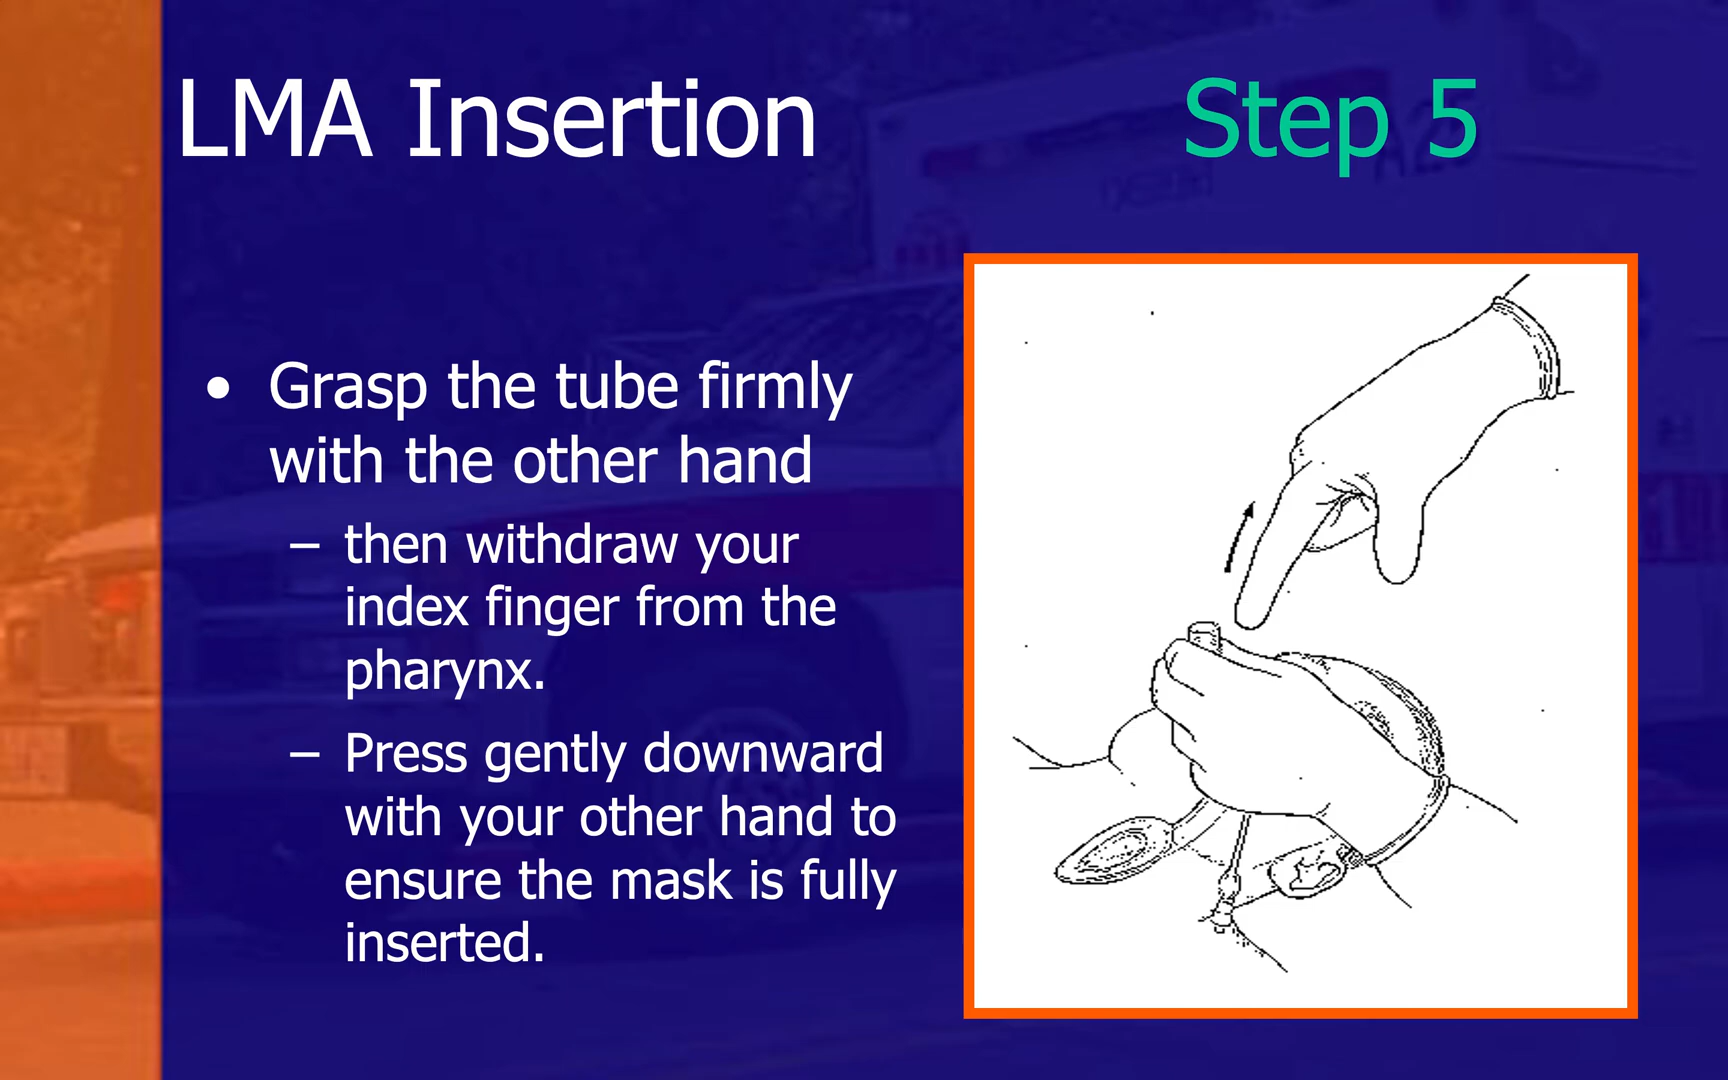 LMA Insertion Step 5
• Grasp the tube firmly
with the other hand
– then withdraw your
index finger from the
pharynx.
– Press gently downward
with your other hand to
ensure the mask is fully
inserted.